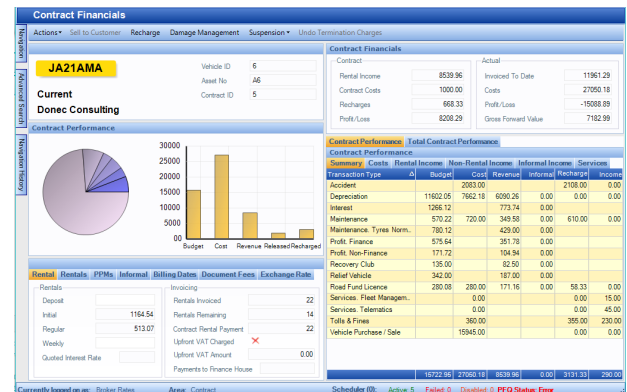 Contract Financials
Actions Sell to Customer Recharge Damage Management Suspension Undo Termination Charges
Navigation
Advanced Search
Navigation History
JA21AMA
Current
Donec Consulting
Vehicle ID 6
Asset No A6
Contract ID 5
Contract Performance
30000
25000
20000
15000
10000
5000
00
Budget Cost Revenue Released Recharged
Rental Rentals PPMs Informal Billing Dates Document Fees Exchange Rate
Rentals
Deposit
Initial 1164.54
Regular 513.07
Weekly
Quoted Interest Rate
Invoicing
Rentals Invoiced 22
Rentals Remaining 14
Contract Rental Payment 22
Upfront VAT Charged
Upfront VAT Amount 0.00
Payments to Finance House
Contract Financials
Contract
Rental Income 8539.96
Contract Costs 1000.00
Recharges 668.33
Profit/Loss 8208.29
Actual
Invoiced To Date 11961.29
Costs 27050.18
Profit/Loss -15088.89
Gross Forward Value 7182.99
Contract Performance Total Contract Performance
Contract Performance
Summary Costs Rental Income Non-Rental Income Informal Income Services
Transaction Type Budget Cost Revenue Informal Recharge Income
Accident 2083.00 2108.00 0.00
Depreciation 11602.05 7662.18 6090.26 0.00 0.00 0.00
Interest 1266.12 773.74 0.00
Maintenance 570.22 720.00 349.58 0.00 610.00 0.00
Maintenance. Tyres Norm.. 780.12 429.00 0.00
Profit. Finance 575.64 351.78 0.00
Profit. Non-Finance 171.72 104.94 0.00
Recovery Club 135.00 82.50 0.00
Relief Vehicle 342.00 187.00 0.00
Road Fund Licence 280.08 280.00 171.16 0.00 58.33 0.00
Services. Fleet Managem.. 0.00 0.00 15.00
Services. Telematics 0.00 0.00 45.00
Tolls & Fines 360.00 355.00 230.00
Vehicle Purchase / Sale 15945.00 0.00
15722.95 27050.18 8539.96 0.00 3131.33 290.00
Currently logged on as: Broker Rates Area: Contract Scheduler (0): Active: 5 Failed: 0 Disabled: 0 PFQ Status: Error